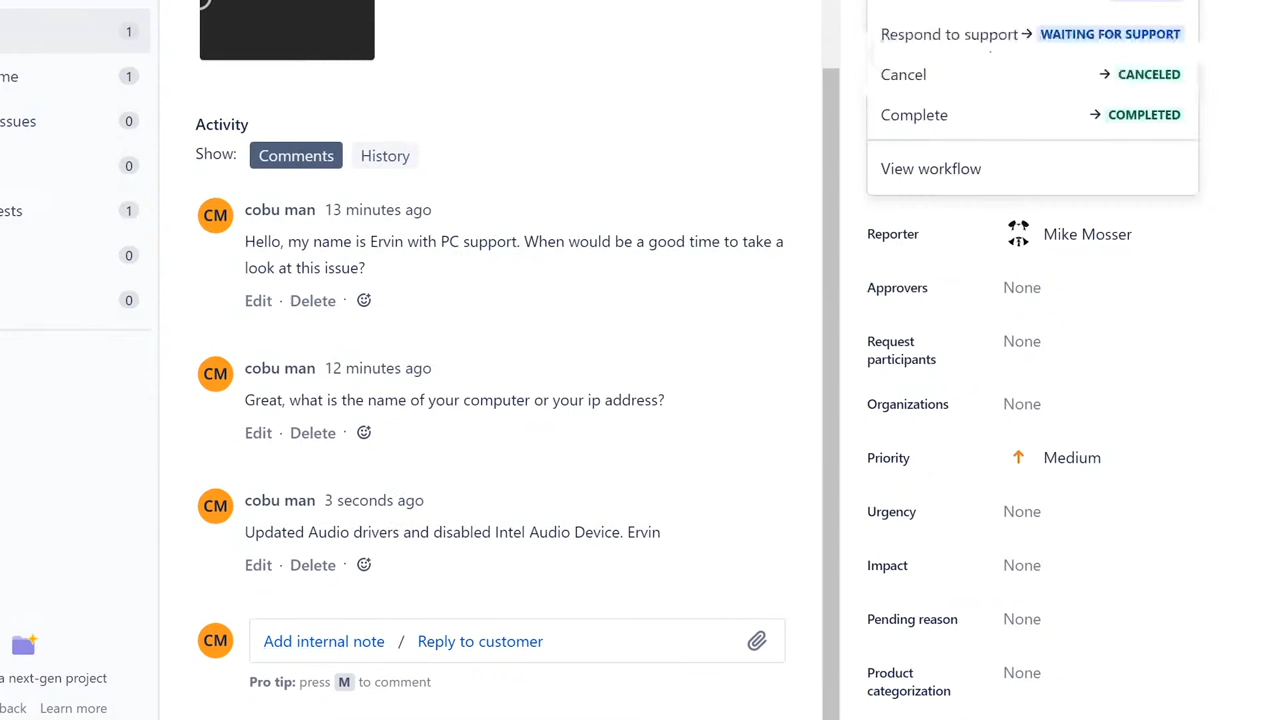 1
me 1
ssues 0
0
ests 1
0
0
a next-gen project
back Learn more
Activity
Show: Comments History
CM cobu man 13 minutes ago
Hello, my name is Ervin with PC support. When would be a good time to take a
look at this issue?
Edit · Delete ·
CM cobu man 12 minutes ago
Great, what is the name of your computer or your ip address?
Edit · Delete ·
CM cobu man 3 seconds ago
Updated Audio drivers and disabled Intel Audio Device. Ervin
Edit · Delete ·
CM Add internal note / Reply to customer
Pro tip: press M to comment
Respond to support → WAITING FOR SUPPORT
Cancel → CANCELED
Complete → COMPLETED
View workflow
Reporter Mike Mosser
Approvers None
Request
participants None
Organizations None
Priority Medium
Urgency None
Impact None
Pending reason None
Product
categorization None